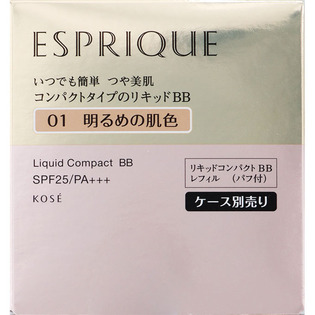 ESPRIQUE
いつでも簡単 つや美肌
コンパクトタイプのリキッドBB
01 明るめの肌色
Liquid Compact BB
SPF25/PA+++
KOSÉ
リキッドコンパクトBB
レフィル (パフ付)
ケース別売り